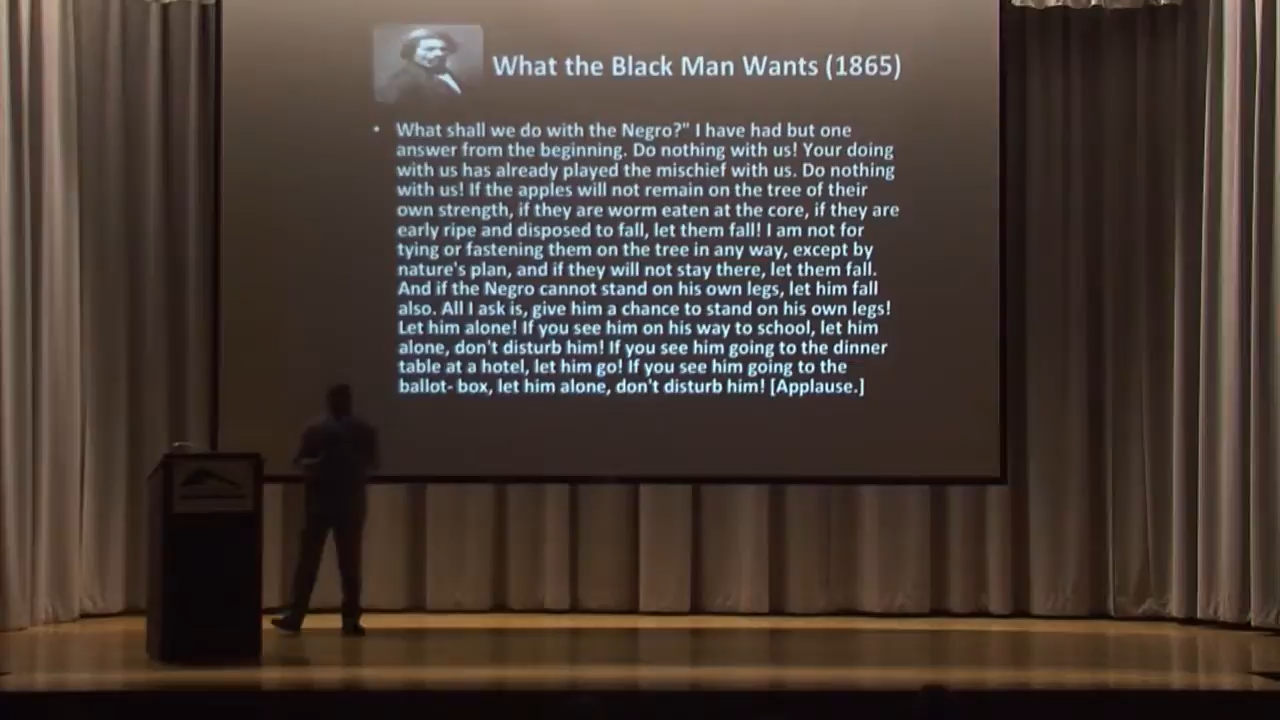 What the Black Man Wants (1865)
• What shall we do with the Negro?" I have had but one
answer from the beginning. Do nothing with us! Your doing
with us has already played the mischief with us. Do nothing
with us! If the apples will not remain on the tree of their
own strength, if they are worm eaten at the core, if they are
early ripe and disposed to fall, let them fall! I am not for
tying or fastening them on the tree in any way, except by
nature's plan, and if they will not stay there, let them fall.
And if the Negro cannot stand on his own legs, let him fall
also. All I ask is, give him a chance to stand on his own legs!
Let him alone! If you see him on his way to school, let him
alone, don't disturb him! If you see him going to the dinner
table at a hotel, let him go! If you see him going to the
ballot- box, let him alone, don't disturb him! [Applause.]